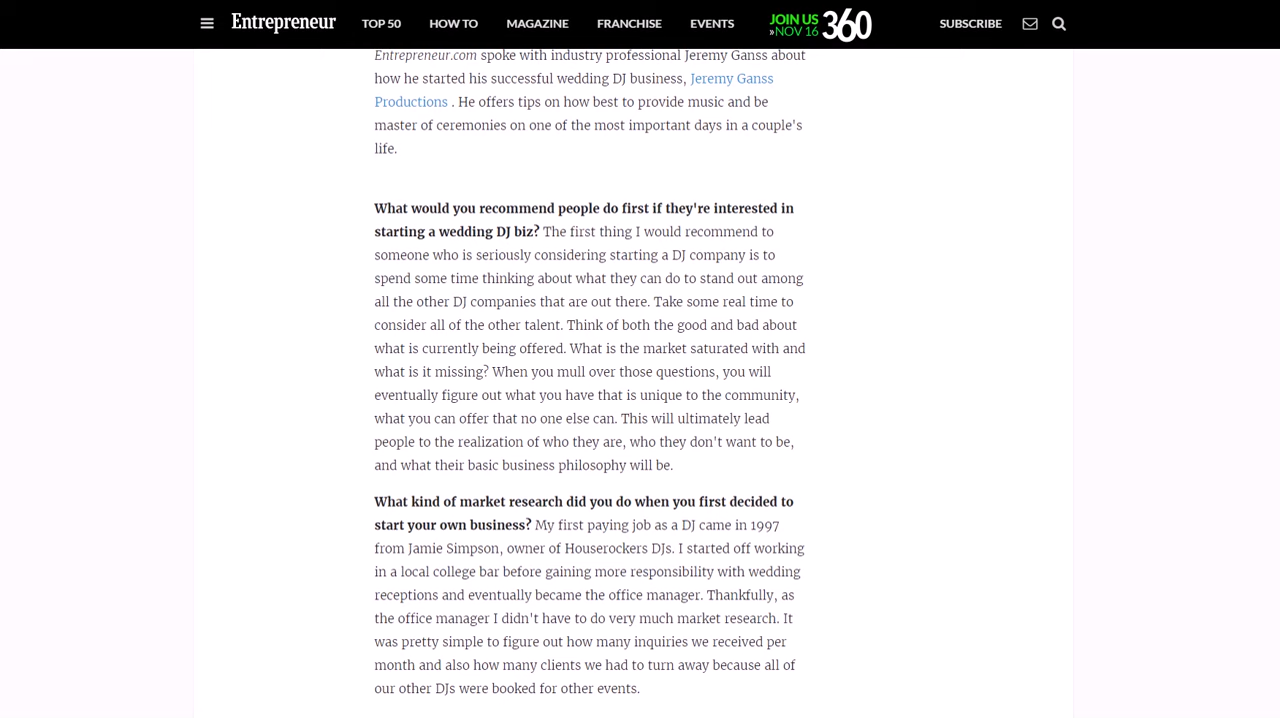 Entrepreneur TOP 50 HOW TO MAGAZINE FRANCHISE EVENTS JOIN US »NOV 16 360 SUBSCRIBE
Entrepreneur.com spoke with industry professional Jeremy Ganss about
how he started his successful wedding DJ business, Jeremy Ganss
Productions . He offers tips on how best to provide music and be
master of ceremonies on one of the most important days in a couple's
life.
What would you recommend people do first if they're interested in
starting a wedding DJ biz? The first thing I would recommend to
someone who is seriously considering starting a DJ company is to
spend some time thinking about what they can do to stand out among
all the other DJ companies that are out there. Take some real time to
consider all of the other talent. Think of both the good and bad about
what is currently being offered. What is the market saturated with and
what is it missing? When you mull over those questions, you will
eventually figure out what you have that is unique to the community,
what you can offer that no one else can. This will ultimately lead
people to the realization of who they are, who they don't want to be,
and what their basic business philosophy will be.
What kind of market research did you do when you first decided to
start your own business? My first paying job as a DJ came in 1997
from Jamie Simpson, owner of Houserockers DJs. I started off working
in a local college bar before gaining more responsibility with wedding
receptions and eventually became the office manager. Thankfully, as
the office manager I didn't have to do very much market research. It
was pretty simple to figure out how many inquiries we received per
month and also how many clients we had to turn away because all of
our other DJs were booked for other events.